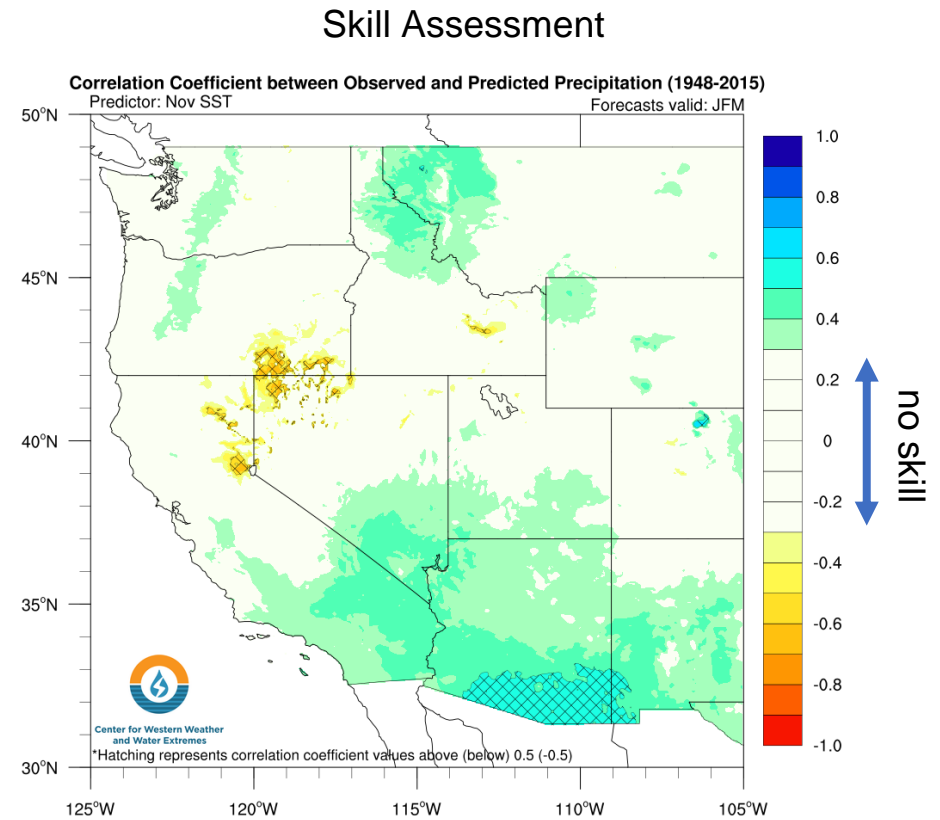 Skill Assessment
Correlation Coefficient between Observed and Predicted Precipitation (1948-2015)
Predictor: Nov SST
Forecasts valid: JFM
50°N
45°N
40°N
35°N
30°N
125°W
120°W
115°W
110°W
105°W
1.0
0.8
0.6
0.4
0.2
0
-0.2
-0.4
-0.6
-0.8
-1.0
no skill
Center for Western Weather
and Water Extremes
*Hatching represents correlation coefficient values above (below) 0.5 (-0.5)